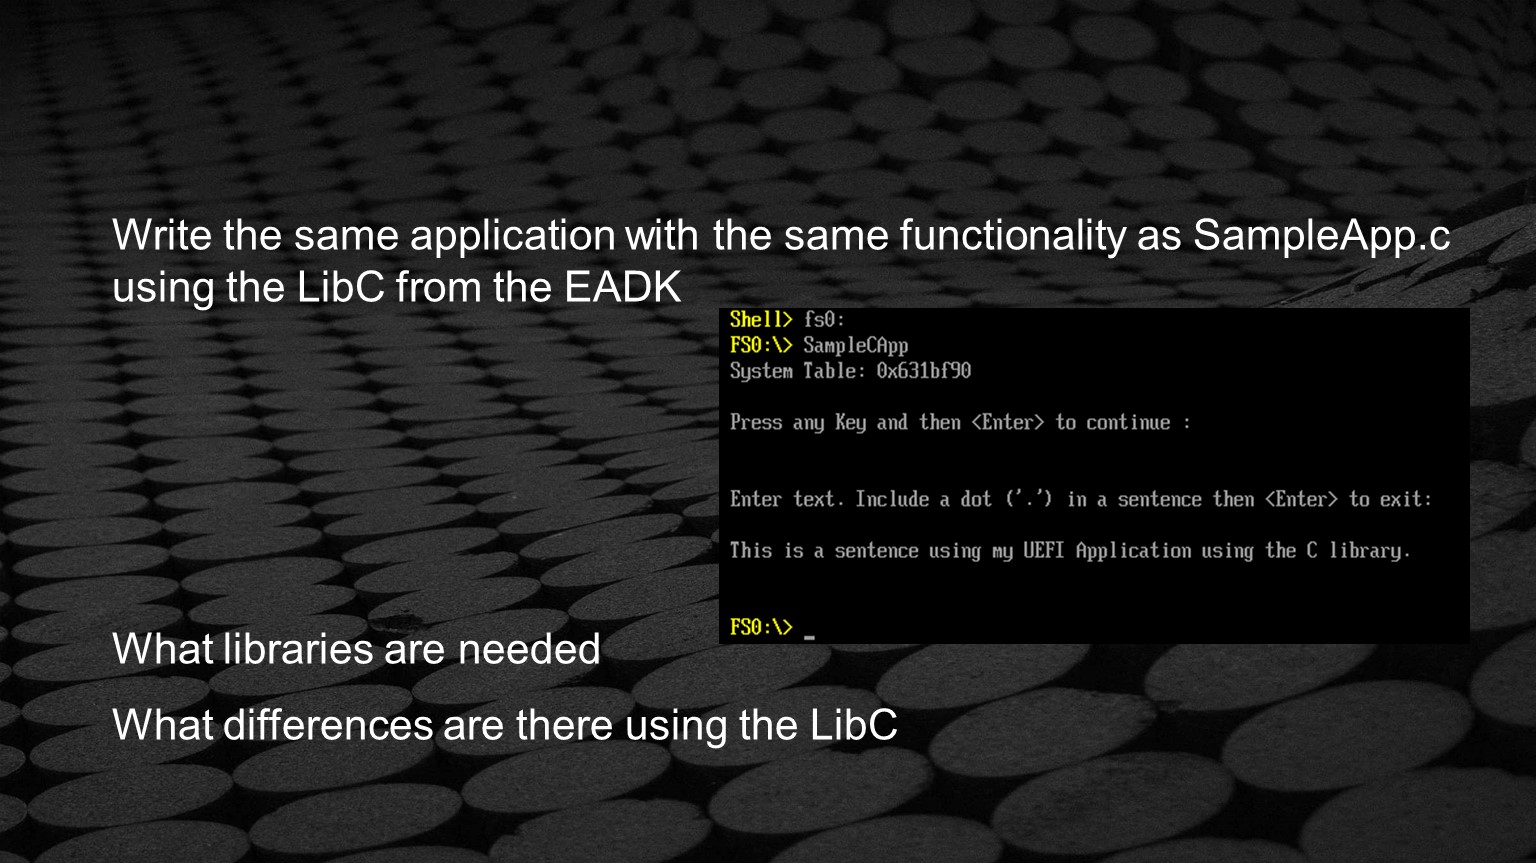 Write the same application with the same functionality as SampleApp.c
using the LibC from the EADK
Shell> fs0:
FS0:\> SampleCApp
System Table: 0x631bf90
Press any Key and then <Enter> to continue :
Enter text. Include a dot ('.') in a sentence then <Enter> to exit:
This is a sentence using my UEFI Application using the C library.
FS0:\> _
What libraries are needed
What differences are there using the LibC